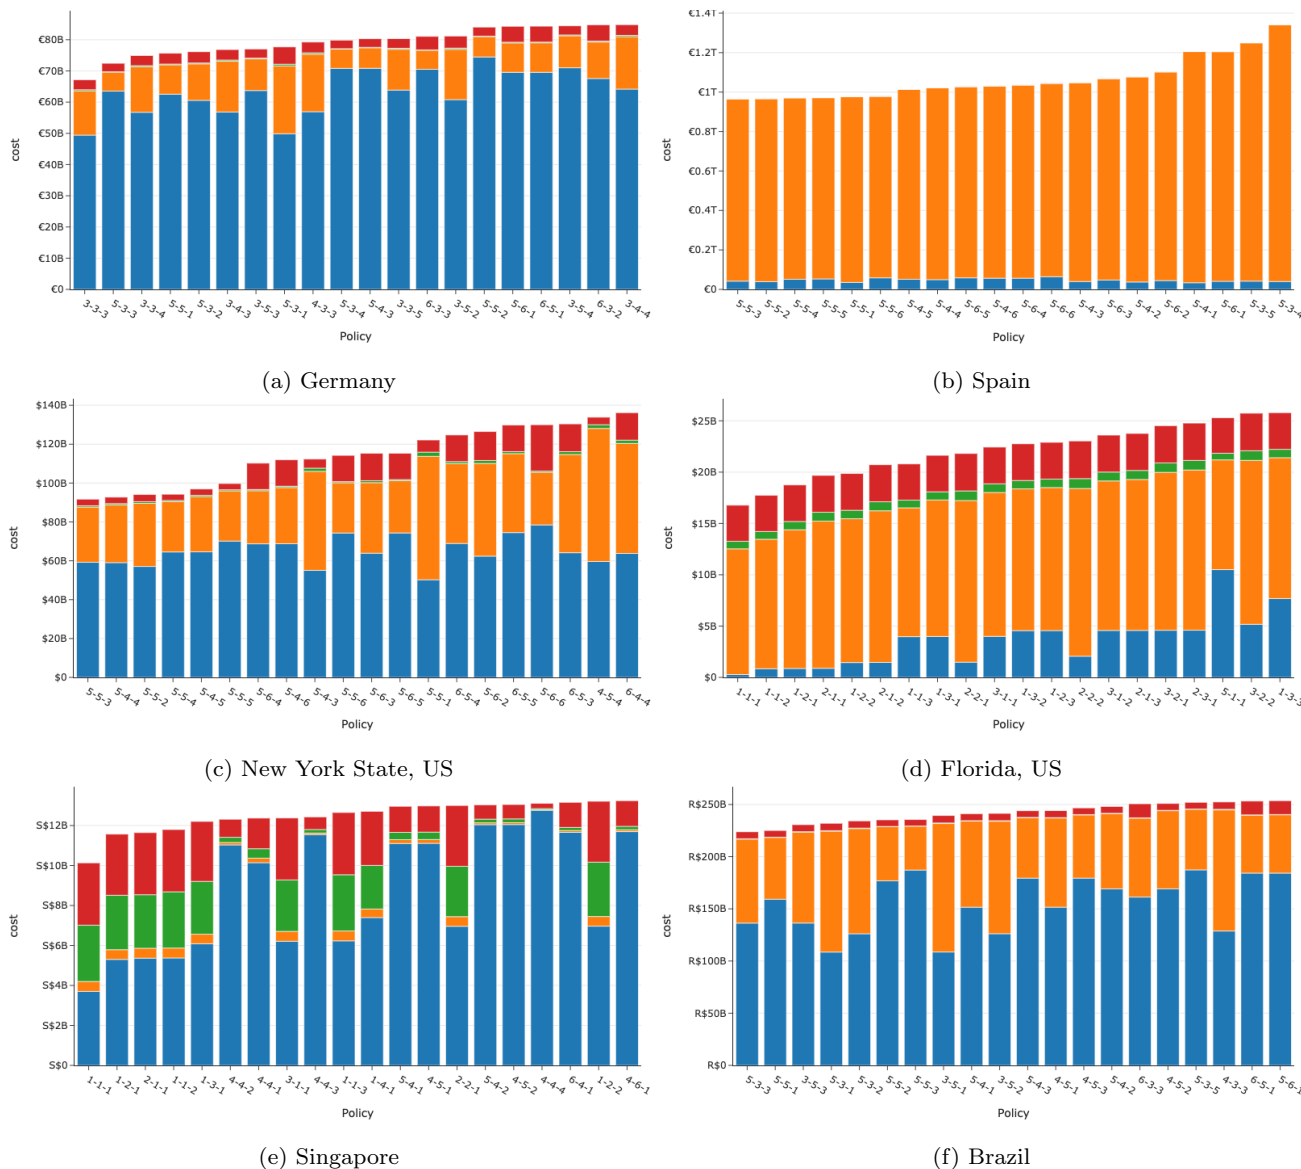 €80B
€70B
€60B
€50B
€40B
€30B
€20B
€10B
€0
cost
3-3-3
5-3-3
3-3-4
5-5-1
5-3-2
3-4-3
3-5-3
5-3-1
4-3-3
5-3-4
5-4-3
3-3-5
6-3-3
3-5-2
5-5-2
5-6-1
6-5-1
3-5-4
6-3-2
3-4-4
Policy
(a) Germany
€1.4T
€1.2T
€1T
€0.8T
€0.6T
€0.4T
€0.2T
€0
cost
5-5-3
5-5-2
5-5-4
5-5-5
5-5-1
5-5-6
5-4-5
5-4-4
5-6-5
5-4-6
5-6-4
5-6-6
5-4-3
5-6-3
5-4-2
5-6-2
5-4-1
5-6-1
5-3-5
5-3-4
Policy
(b) Spain
$140B
$120B
$100B
$80B
$60B
$40B
$20B
$0
cost
5-5-3
5-4-4
5-5-2
5-5-4
5-4-5
5-5-5
5-6-4
5-4-6
5-4-3
5-6-5
5-6-3
5-5-6
5-5-1
6-5-4
5-6-2
6-5-5
5-6-6
6-5-3
4-5-4
6-4-4
Policy
(c) New York State, US
$25B
$20B
$15B
$10B
$5B
$0
cost
1-1-1
1-1-2
1-2-1
2-1-1
1-2-2
2-1-2
1-1-3
1-3-1
2-2-1
3-1-1
1-3-2
1-2-3
2-2-2
3-1-2
2-1-3
3-2-1
2-3-1
5-1-1
3-2-2
1-3-3
Policy
(d) Florida, US
S$12B
S$10B
S$8B
S$6B
S$4B
S$2B
S$0
cost
1-1-1
1-2-1
2-1-1
1-1-2
1-3-1
4-4-2
4-4-1
3-1-1
4-4-3
1-1-3
1-4-1
5-4-1
4-5-1
2-2-1
5-4-2
4-5-2
4-4-4
6-4-1
1-2-2
4-6-1
Policy
(e) Singapore
R$250B
R$200B
R$150B
R$100B
R$50B
R$0
cost
5-3-3
5-5-1
3-5-3
5-3-1
5-3-2
5-5-2
5-5-3
3-5-1
5-4-1
3-5-2
5-4-3
4-5-1
4-5-3
5-4-2
6-3-3
4-5-2
5-3-5
4-3-3
6-5-1
5-6-1
Policy
(f) Brazil